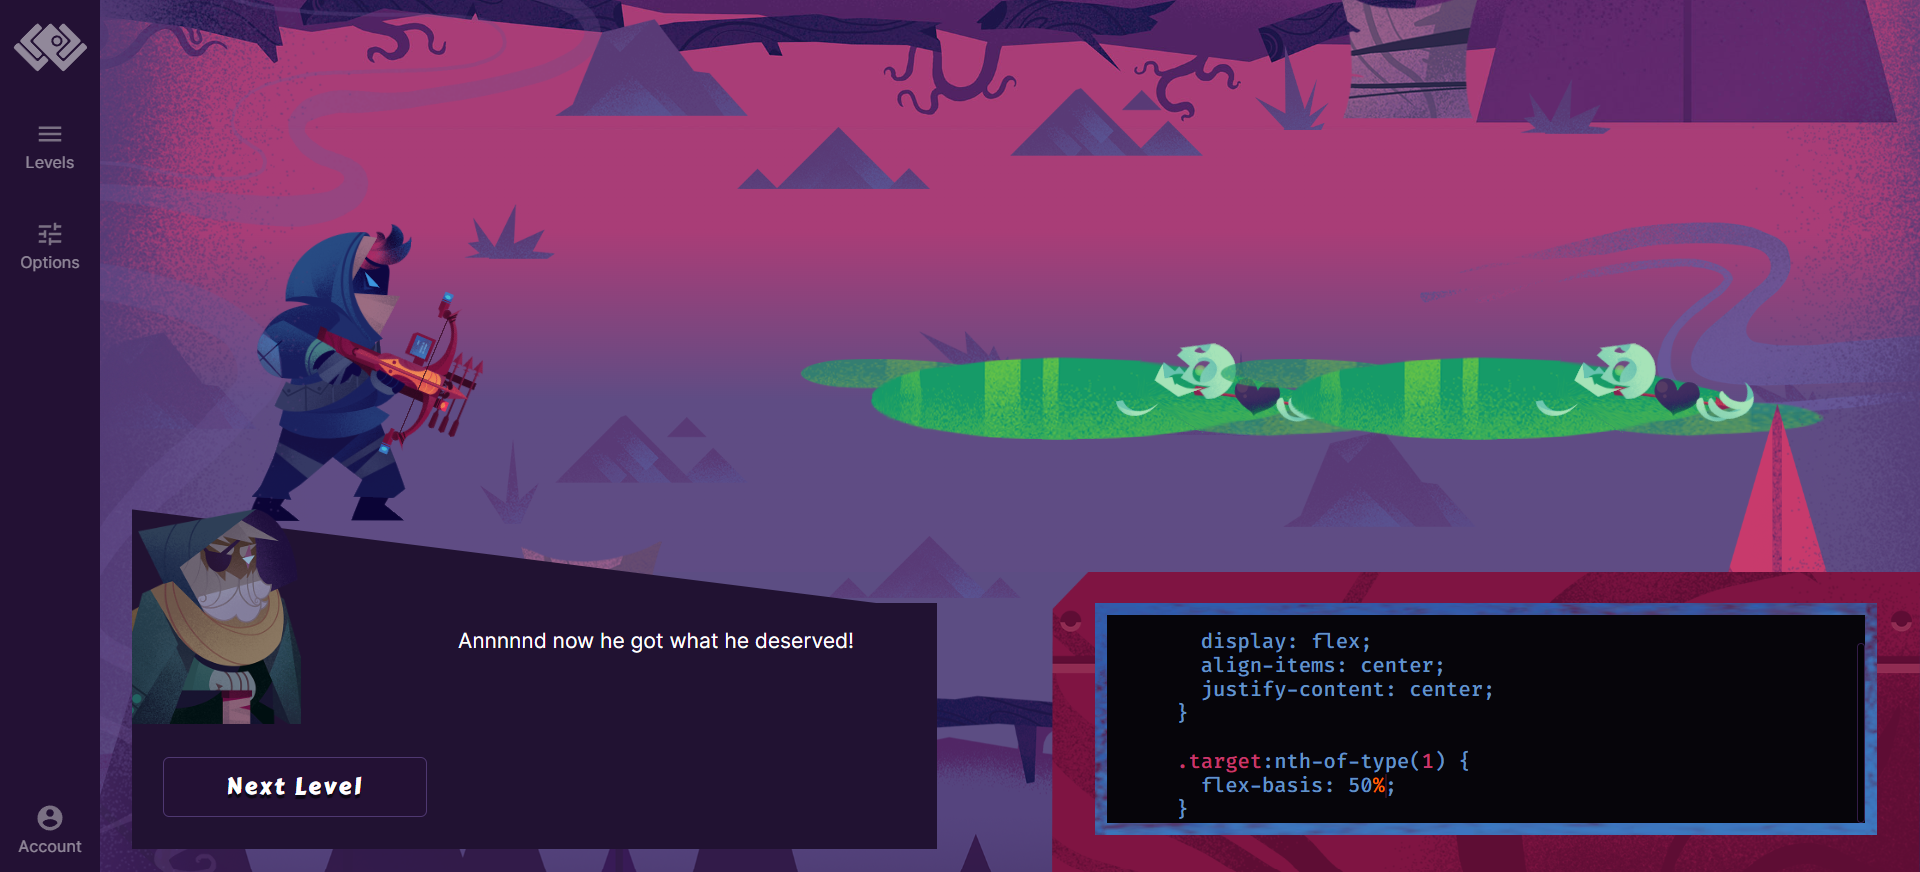 Levels
Options
Account
Annnnnd now he got what he deserved!
Next Level
display: flex;
align-items: center;
justify-content: center;
}
.target:nth-of-type(1) {
flex-basis: 50%;
}